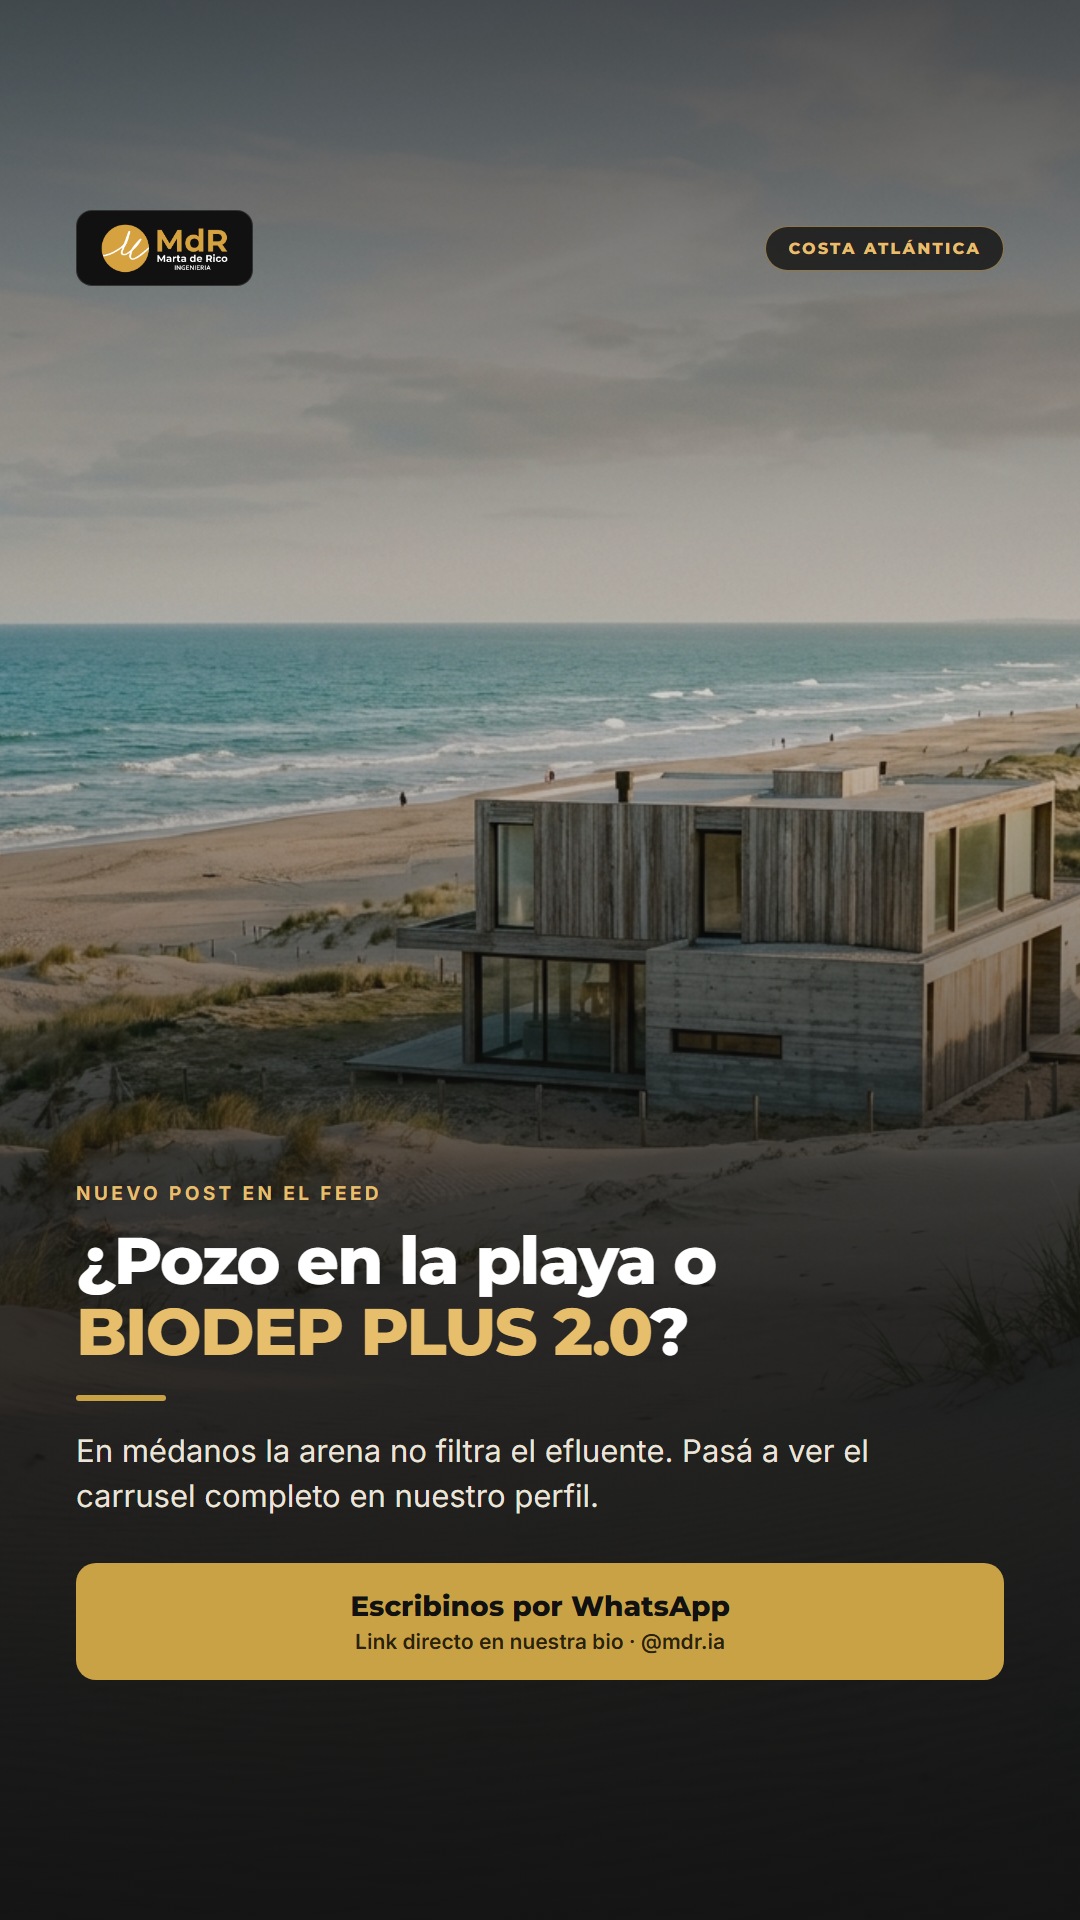 MdR
Marta de Rico
INGENIERIA
COSTA ATLÁNTICA
NUEVO POST EN EL FEED
¿Pozo en la playa o
BIODEP PLUS 2.0?
En médanos la arena no filtra el efluente. Pasá a ver el
carrusel completo en nuestro perfil.
Escribinos por WhatsApp
Link directo en nuestra bio · @mdr.ia